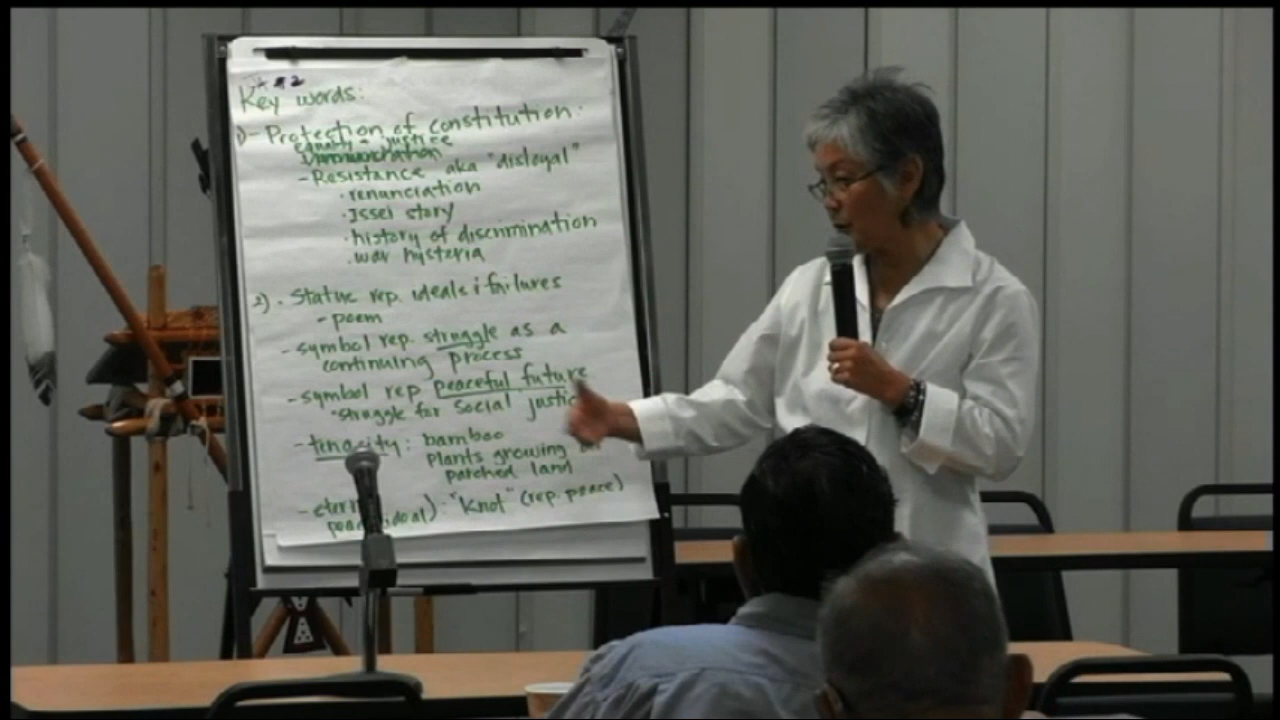 #2
Key words:
1) - Protection of constitution:
equality + justice
- Resistance aka "disloyal"
· renunciation
· Issei story
· history of discrimination
· war hysteria
2) · Statue rep. ideals & failures
- poem
- symbol rep. struggle as a
continuing process
- symbol rep peaceful future
"struggle for social justic
- tenacity: bamboo
plants growing
parched land
- "Knot" (rep. peace)